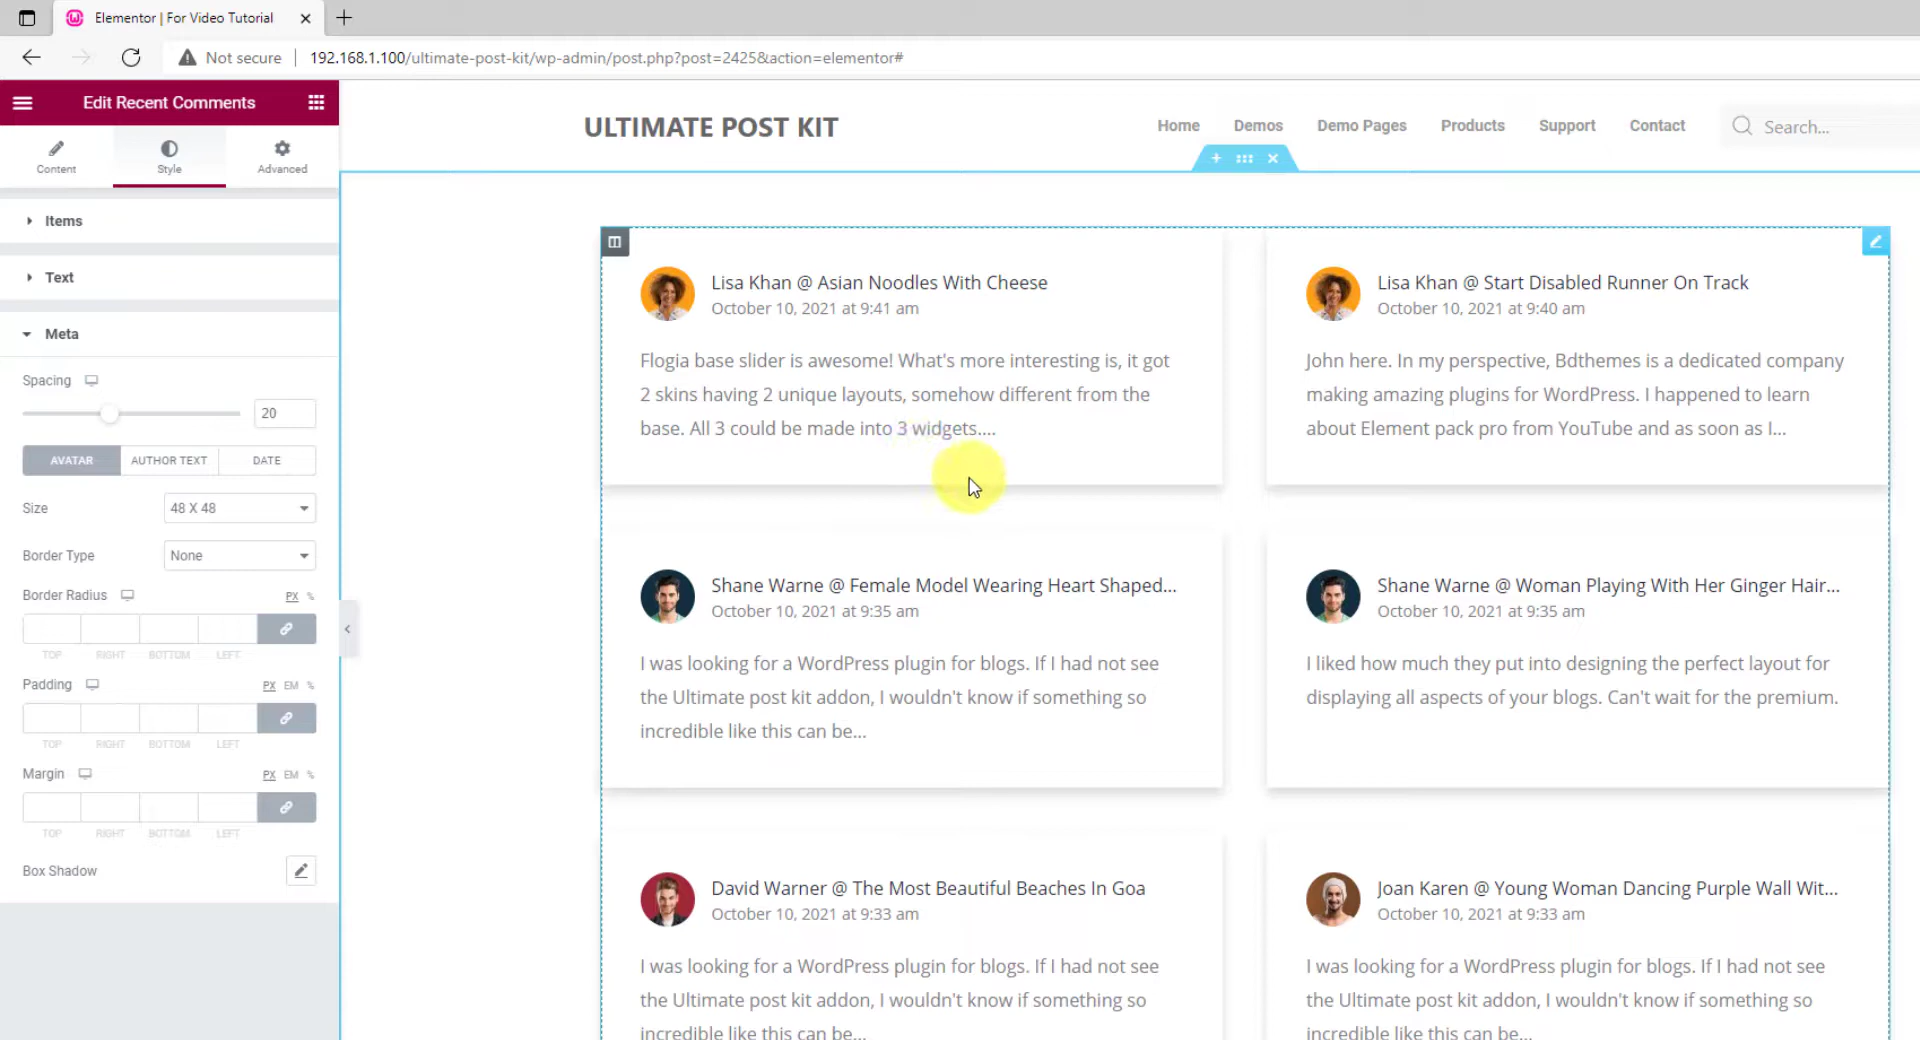 Elementor | For Video Tutorial
Not secure
192.168.1.100/ultimate-post-kit/wp-admin/post.php?post=2425&action=elementor#
Edit Recent Comments
Content
Style
Advanced
Items
Text
Meta
Spacing
20
AVATAR
AUTHOR TEXT
DATE
Size
48 X 48
Border Type
None
Border Radius
PX %
TOP RIGHT BOTTOM LEFT
Padding
PX EM %
TOP RIGHT BOTTOM LEFT
Margin
PX EM %
TOP RIGHT BOTTOM LEFT
Box Shadow
ULTIMATE POST KIT
Home
Demos
Demo Pages
Products
Support
Contact
Search...
Lisa Khan @ Asian Noodles With Cheese
October 10, 2021 at 9:41 am
Flogia base slider is awesome! What's more interesting is, it got
2 skins having 2 unique layouts, somehow different from the
base. All 3 could be made into 3 widgets....
Lisa Khan @ Start Disabled Runner On Track
October 10, 2021 at 9:40 am
John here. In my perspective, Bdthemes is a dedicated company
making amazing plugins for WordPress. I happened to learn
about Element pack pro from YouTube and as soon as I...
Shane Warne @ Female Model Wearing Heart Shaped...
October 10, 2021 at 9:35 am
I was looking for a WordPress plugin for blogs. If I had not see
the Ultimate post kit addon, I wouldn't know if something so
incredible like this can be...
Shane Warne @ Woman Playing With Her Ginger Hair...
October 10, 2021 at 9:35 am
I liked how much they put into designing the perfect layout for
displaying all aspects of your blogs. Can't wait for the premium.
David Warner @ The Most Beautiful Beaches In Goa
October 10, 2021 at 9:33 am
I was looking for a WordPress plugin for blogs. If I had not see
the Ultimate post kit addon, I wouldn't know if something so
incredible like this can be...
Joan Karen @ Young Woman Dancing Purple Wall Wit...
October 10, 2021 at 9:33 am
I was looking for a WordPress plugin for blogs. If I had not see
the Ultimate post kit addon, I wouldn't know if something so
incredible like this can be...